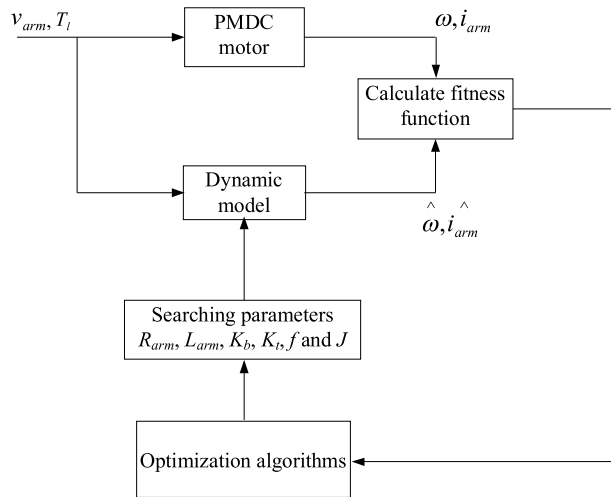 v_arm, T_l
PMDC
motor
ω, i_arm
Calculate fitness
function
Dynamic
model
ω̂, î_arm
Searching parameters
R_arm, L_arm, K_b, K_t, f and J
Optimization algorithms